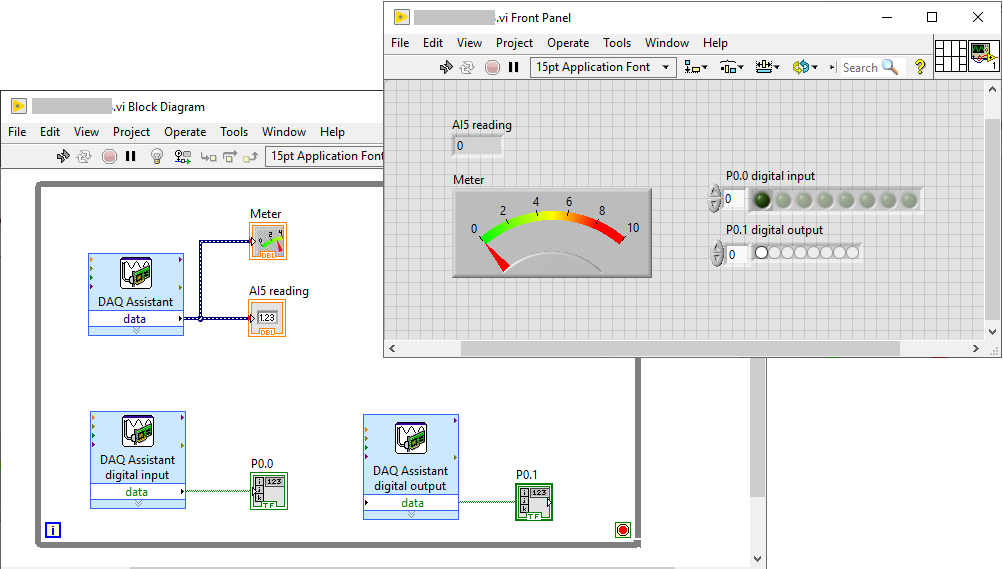 .vi Front Panel
File Edit View Project Operate Tools Window Help
15pt Application Font
Search
?
1
AI5 reading
0
Meter
0 2 4 6 8 10
P0.0 digital input
0
P0.1 digital output
0
.vi Block Diagram
File Edit View Project Operate Tools Window Help
15pt Application Font
Meter
0 2 4
DBL
DAQ Assistant
data
AI5 reading
1.23
DBL
DAQ Assistant
digital input
data
P0.0
i 123
j
k
TF
DAQ Assistant
digital output
data
P0.1
i 123
j
k
TF
i